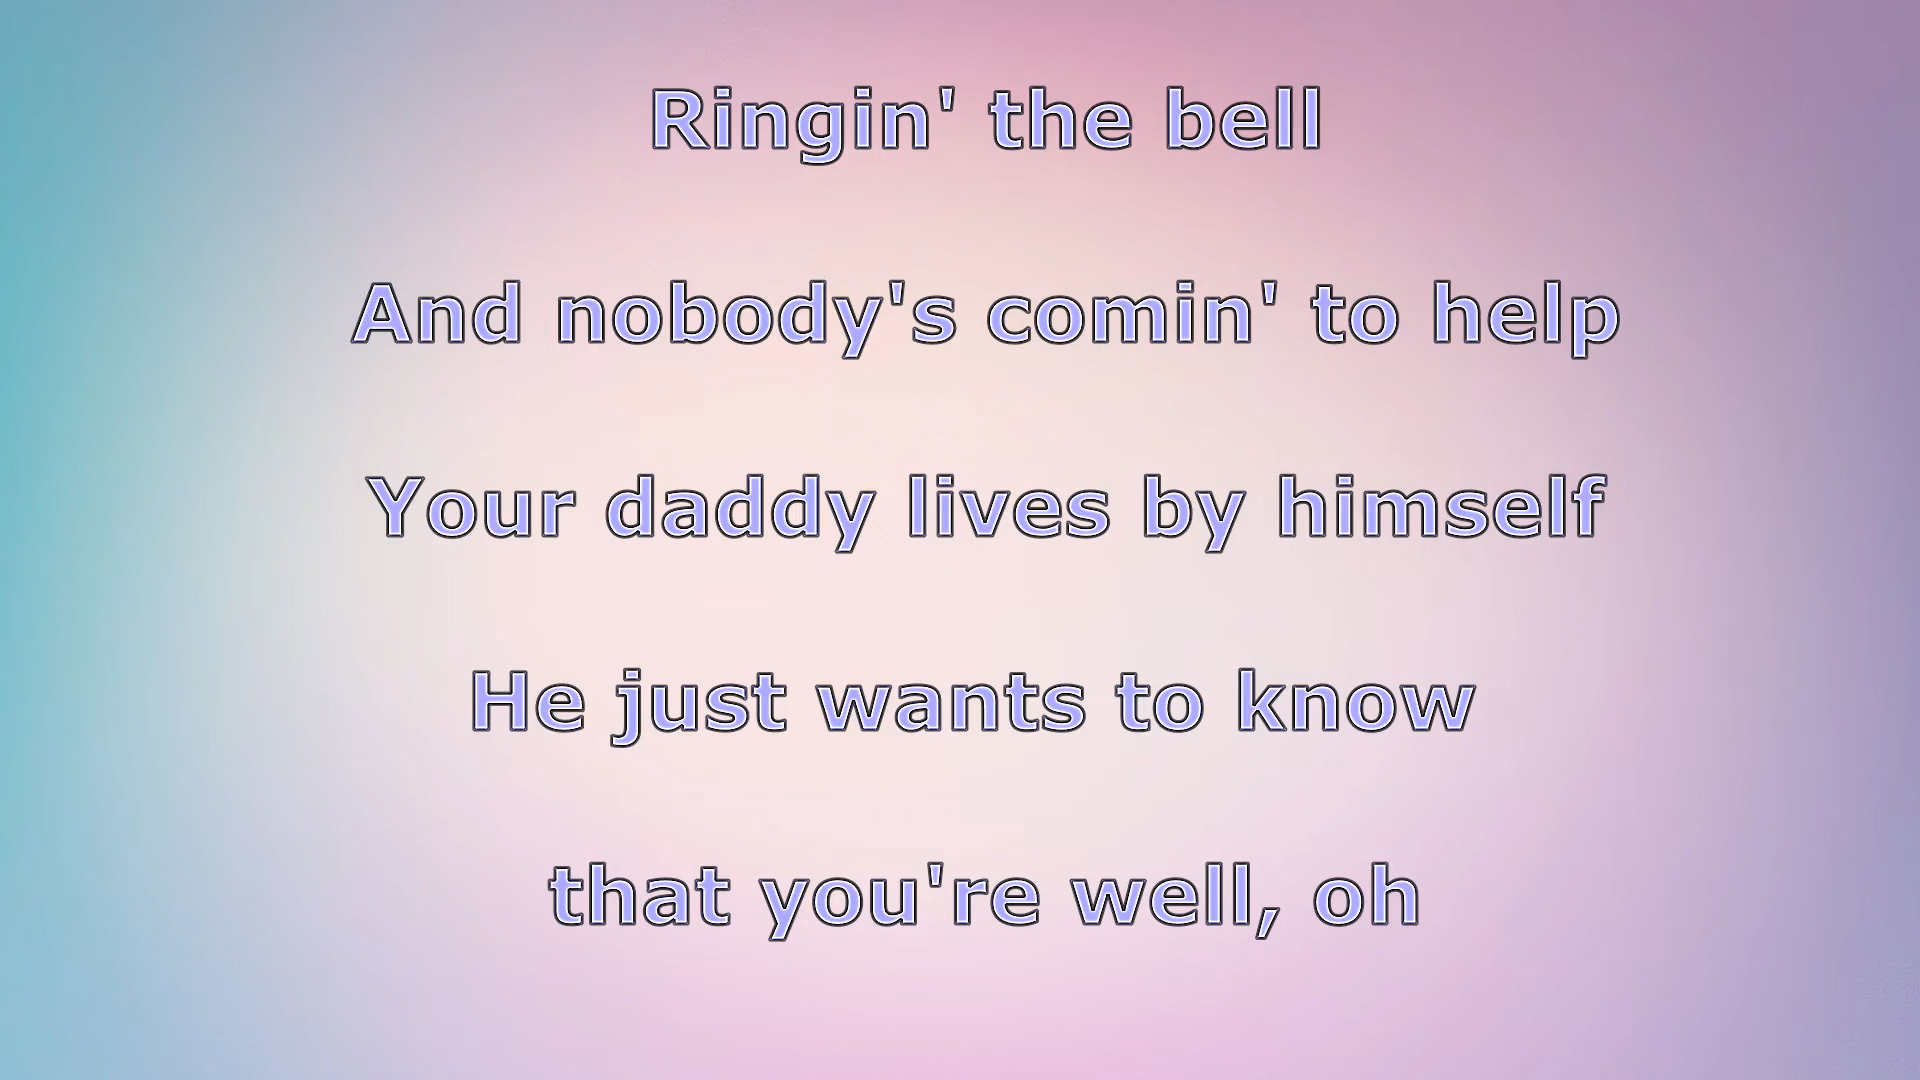 Ringin' the bell
And nobody's comin' to help
Your daddy lives by himself
He just wants to know
that you're well, oh